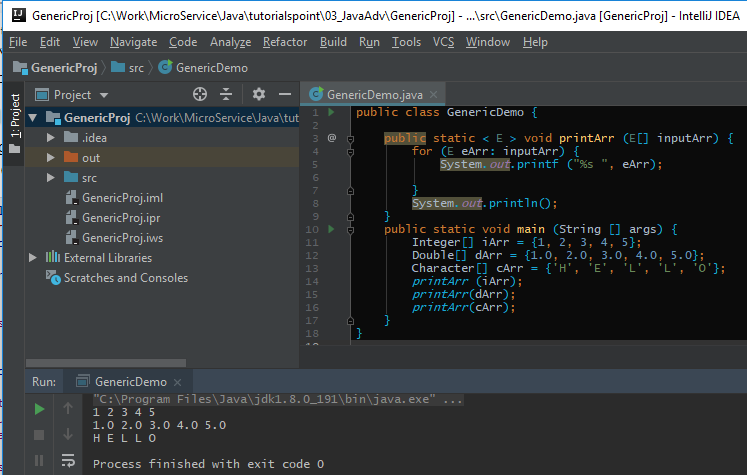 GenericProj [C:\Work\MicroService\Java\tutorialspoint\03_JavaAdv\GenericProj] - ...\src\GenericDemo.java [GenericProj] - IntelliJ IDEA
File Edit View Navigate Code Analyze Refactor Build Run Tools VCS Window Help
GenericProj src GenericDemo
1: Project
Project
GenericProj C:\Work\MicroService\Java\tut
.idea
out
src
GenericProj.iml
GenericProj.ipr
GenericProj.iws
External Libraries
Scratches and Consoles
GenericDemo.java
1 public class GenericDemo {
2
3 @ public static < E > void printArr (E[] inputArr) {
4 for (E eArr: inputArr) {
5 System.out.printf ("%s ", eArr);
6
7 }
8 System.out.println();
9 }
10 public static void main (String [] args) {
11 Integer[] iArr = {1, 2, 3, 4, 5};
12 Double[] dArr = {1.0, 2.0, 3.0, 4.0, 5.0};
13 Character[] cArr = {'H', 'E', 'L', 'L', 'O'};
14 printArr (iArr);
15 printArr(dArr);
16 printArr(cArr);
17 }
18 }
19
Run: GenericDemo
"C:\Program Files\Java\jdk1.8.0_191\bin\java.exe" ...
1 2 3 4 5
1.0 2.0 3.0 4.0 5.0
H E L L O
Process finished with exit code 0